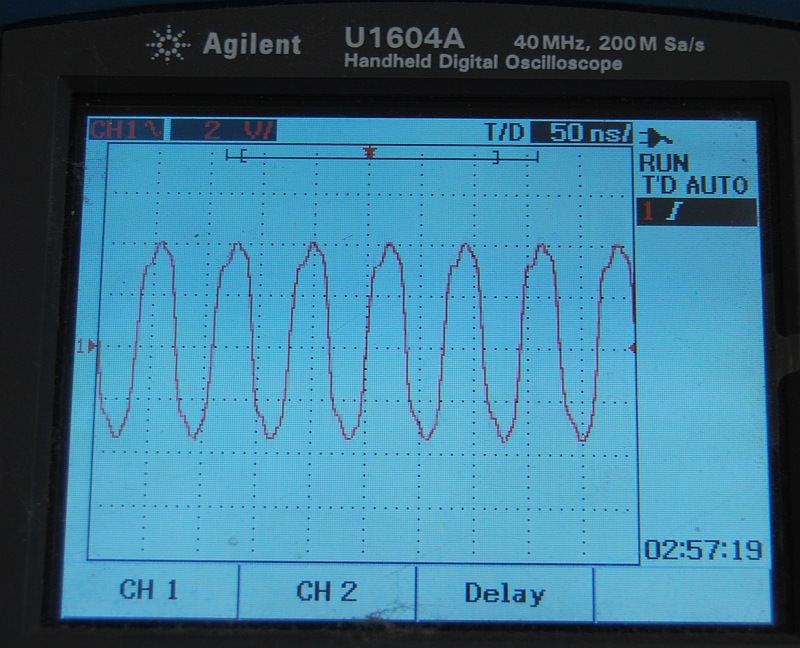 Agilent U1604A 40 MHz, 200 M Sa/s
Handheld Digital Oscilloscope
CH1 2 V/ T/D 50 ns/
RUN
T'D AUTO
1
1
02:57:19
CH 1 CH 2 Delay